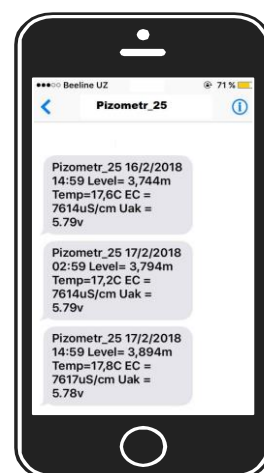 ●●●○○ Beeline UZ 71 %
Pizometr_25
Pizometr_25 16/2/2018
14:59 Level= 3,744m
Temp=17,6C EC =
7614uS/cm Uak =
5.79v
Pizometr_25 17/2/2018
02:59 Level= 3,794m
Temp=17,2C EC =
7614uS/cm Uak =
5.79v
Pizometr_25 17/2/2018
14:59 Level= 3,894m
Temp=17,8C EC =
7617uS/cm Uak =
5.78v